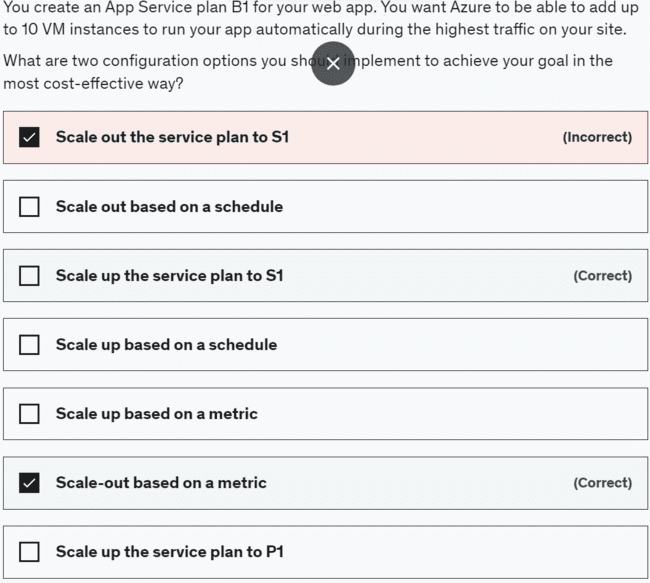 You create an App Service plan B1 for your web app. You want Azure to be able to add up
to 10 VM instances to run your app automatically during the highest traffic on your site.
What are two configuration options you should implement to achieve your goal in the
most cost-effective way?
Scale out the service plan to S1 (Incorrect)
Scale out based on a schedule
Scale up the service plan to S1 (Correct)
Scale up based on a schedule
Scale up based on a metric
Scale-out based on a metric (Correct)
Scale up the service plan to P1